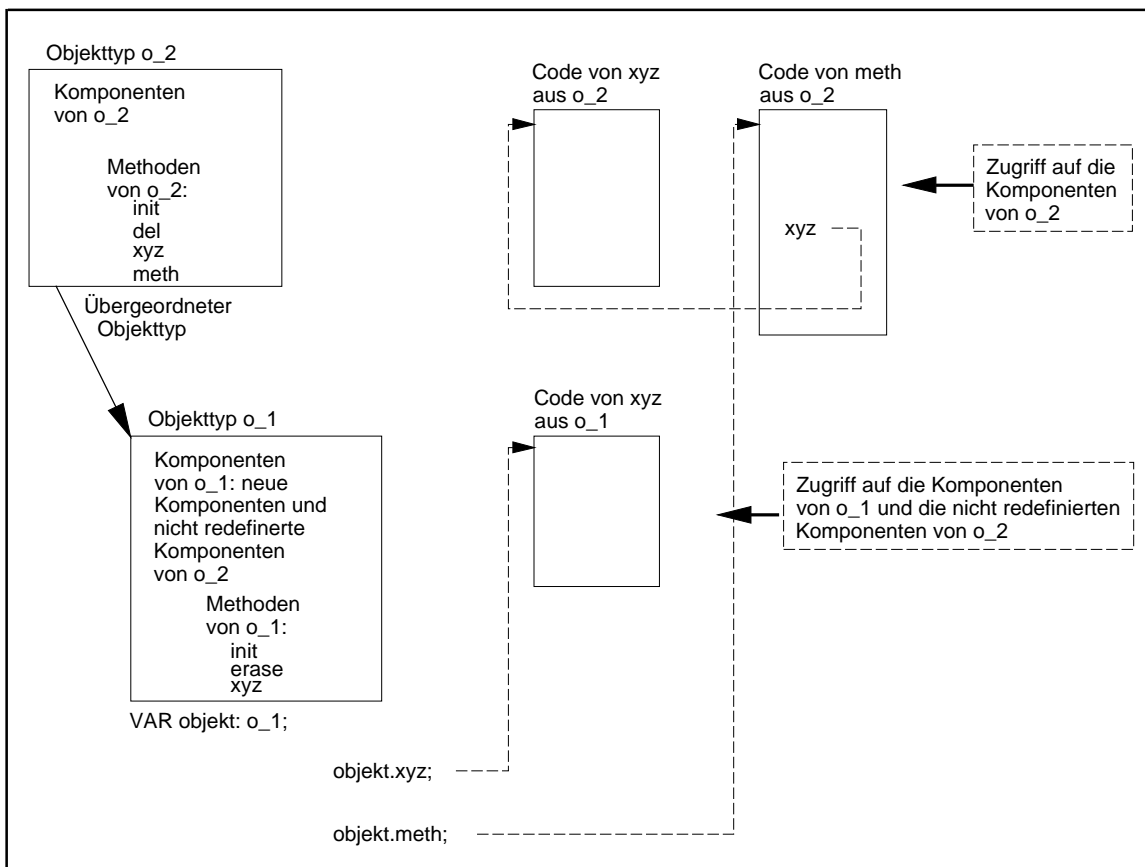 Objekttyp o_2
Komponenten
von o_2
Methoden
von o_2:
init
del
xyz
meth
Übergeordneter
Objekttyp
Code von xyz
aus o_2
Code von meth
aus o_2
xyz
Zugriff auf die
Komponenten
von o_2
Objekttyp o_1
Komponenten
von o_1: neue
Komponenten und
nicht redefinerte
Komponenten
von o_2
Methoden
von o_1:
init
erase
xyz
VAR objekt: o_1;
Code von xyz
aus o_1
Zugriff auf die Komponenten
von o_1 und die nicht redefinierten
Komponenten von o_2
objekt.xyz;
objekt.meth;